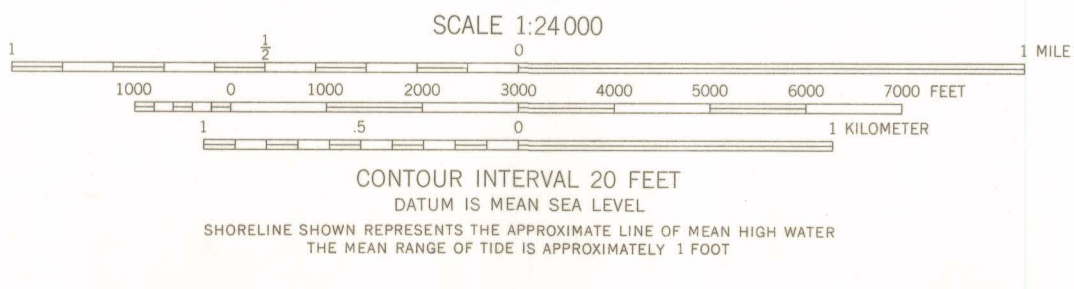 SCALE 1:24 000
1 1/2 0 1 MILE
1000 0 1000 2000 3000 4000 5000 6000 7000 FEET
1 .5 0 1 KILOMETER
CONTOUR INTERVAL 20 FEET
DATUM IS MEAN SEA LEVEL
SHORELINE SHOWN REPRESENTS THE APPROXIMATE LINE OF MEAN HIGH WATER
THE MEAN RANGE OF TIDE IS APPROXIMATELY 1 FOOT